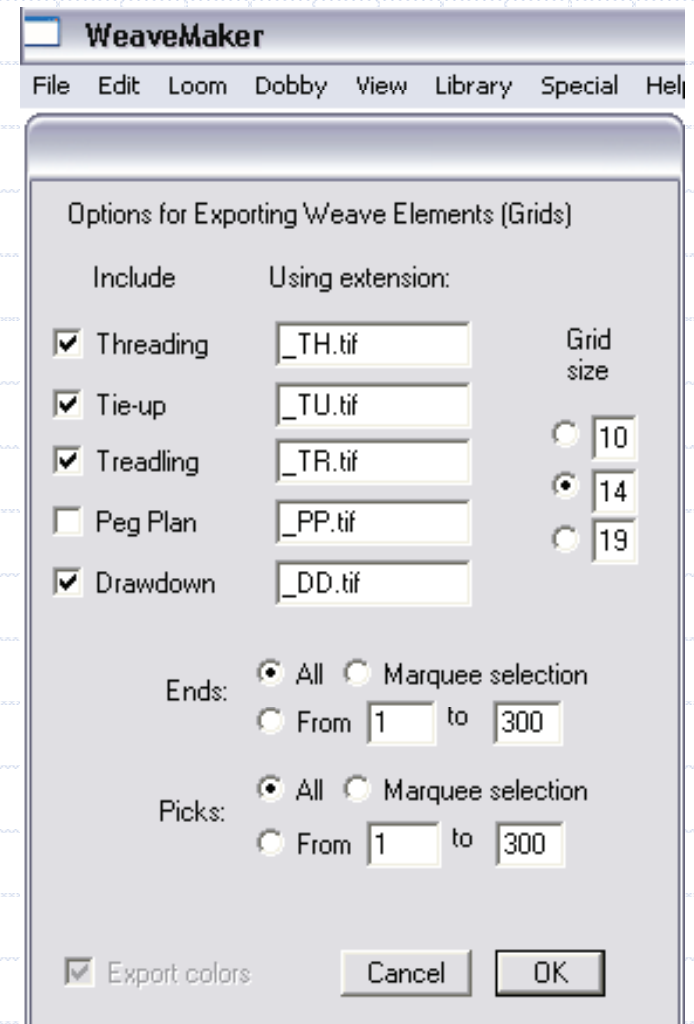 WeaveMaker
File Edit Loom Dobby View Library Special
Options for Exporting Weave Elements (Grids)
Include Using extension:
Threading _TH.tif Grid size
Tie-up _TU.tif 10
Treadling _TR.tif 14
Peg Plan _PP.tif 19
Drawdown _DD.tif
Ends: All Marquee selection
From 1 to 300
Picks: All Marquee selection
From 1 to 300
Export colors Cancel OK